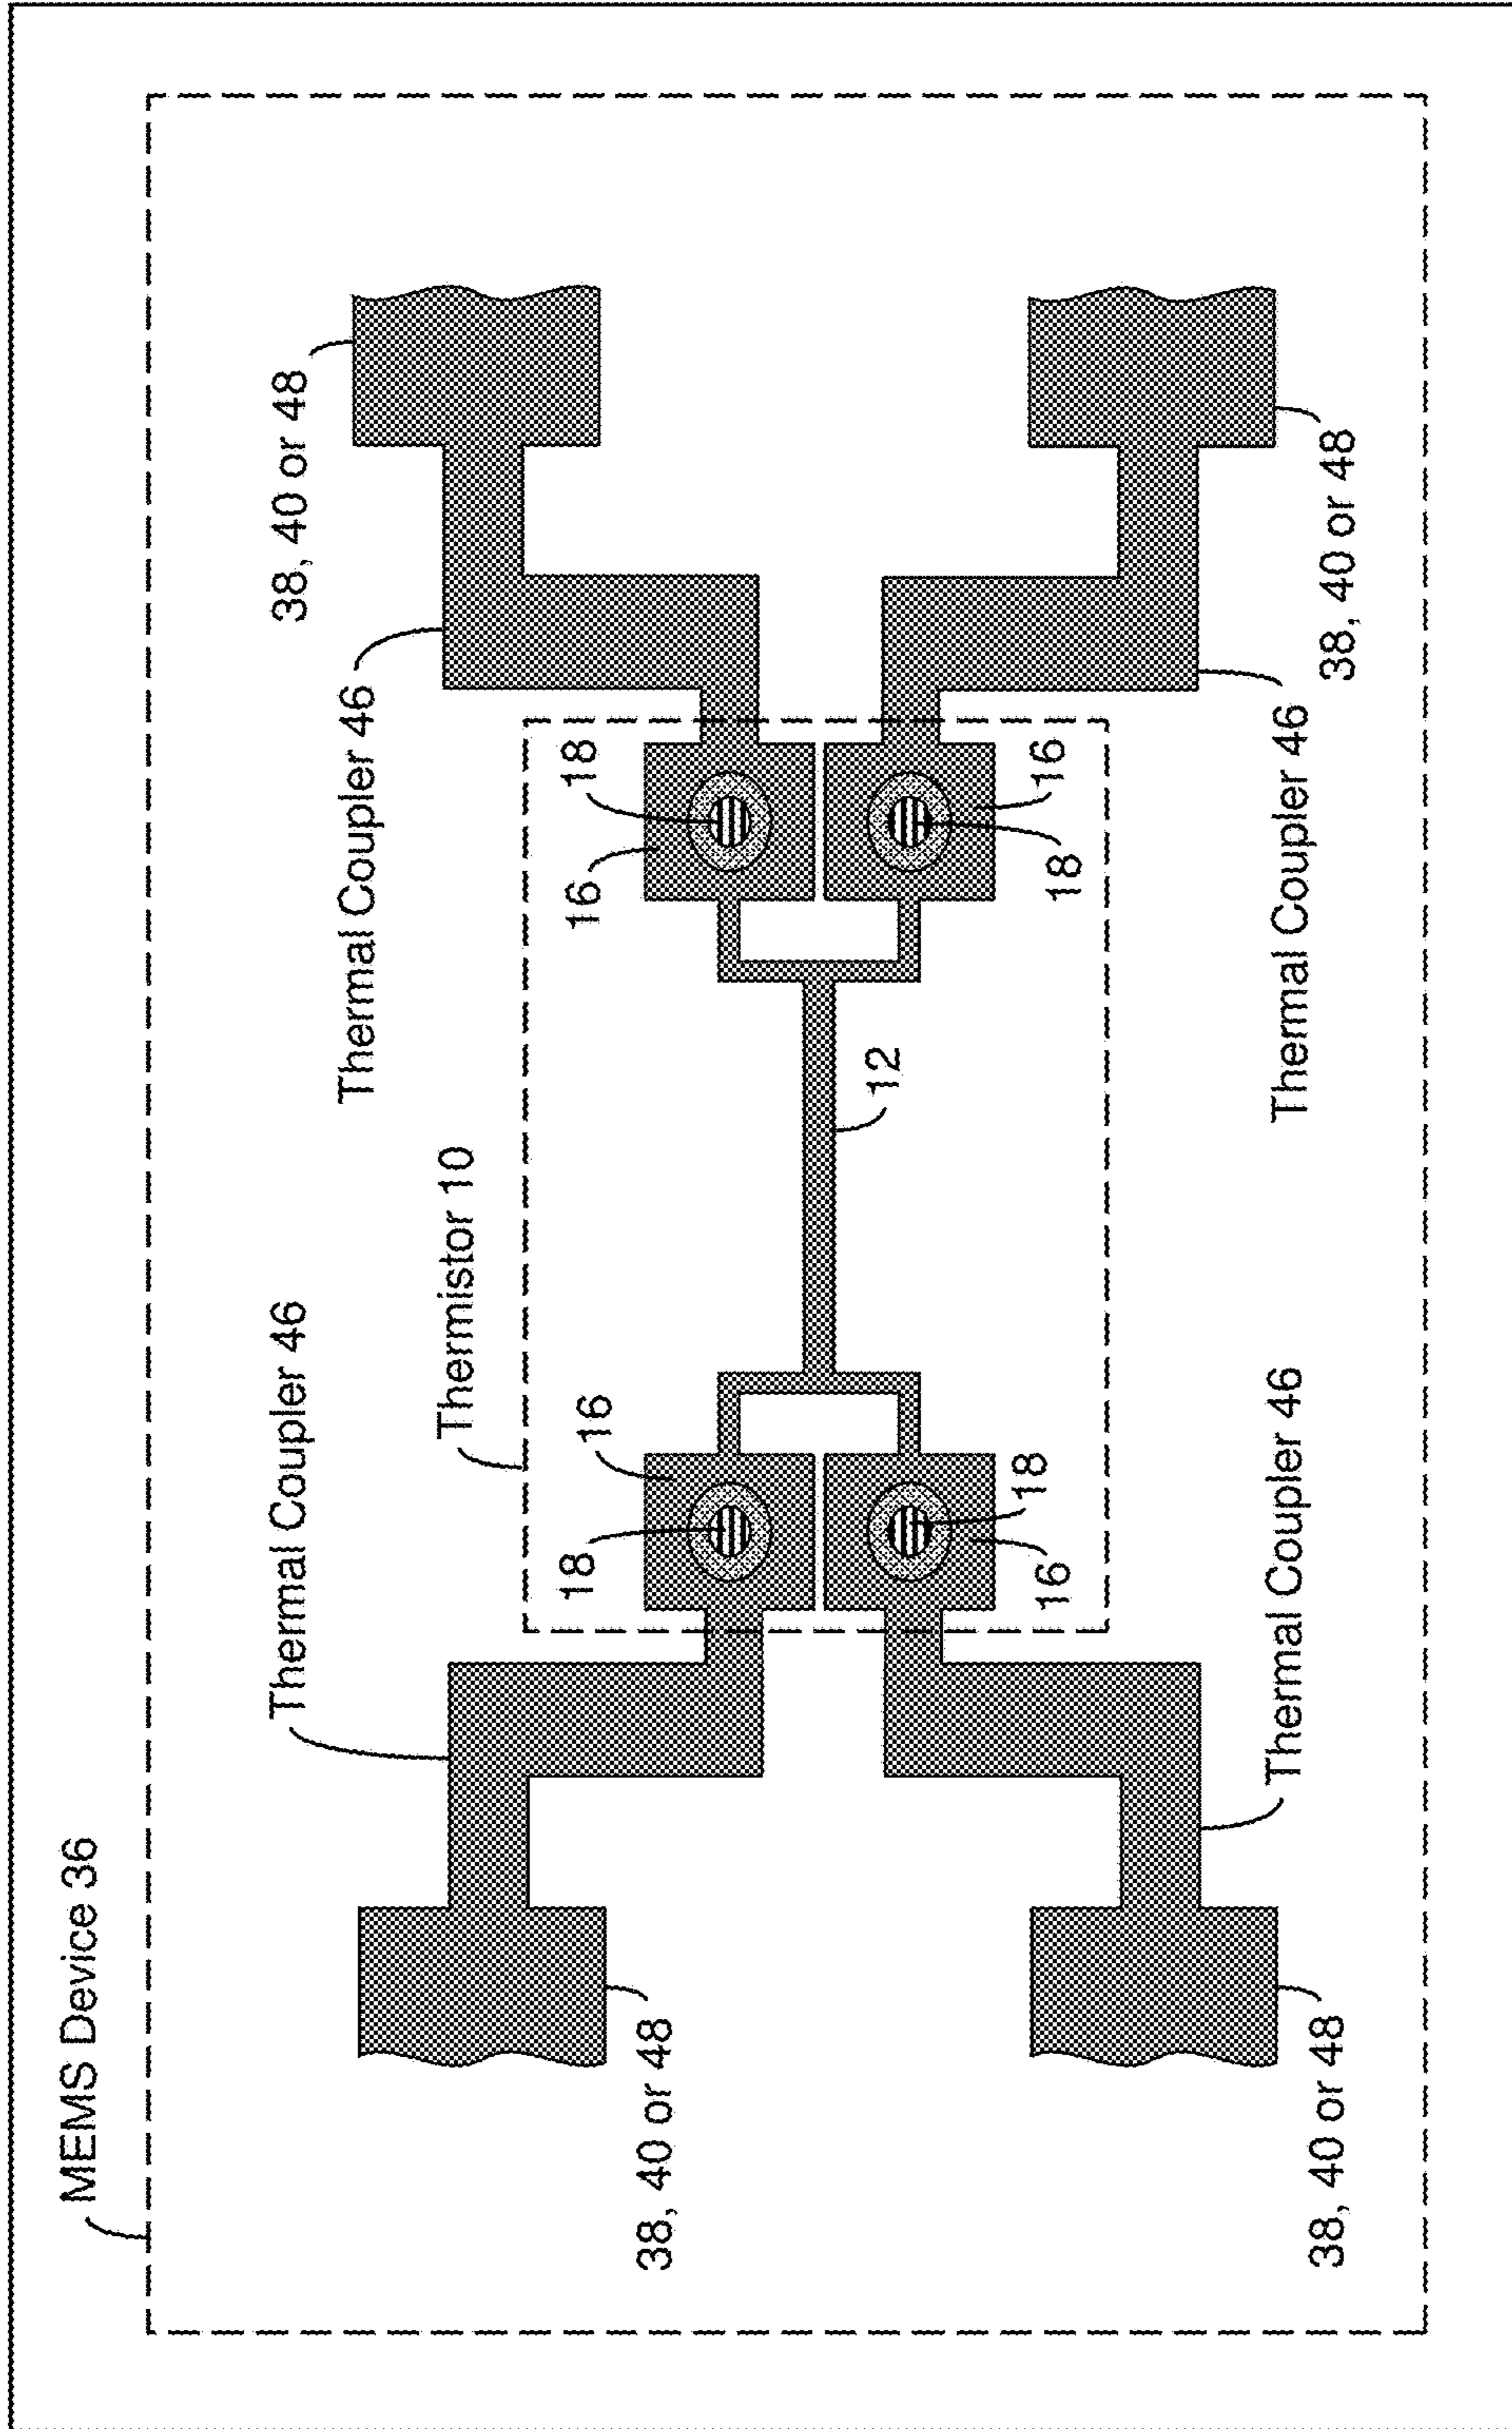 MEMS Device 36
Thermal Coupler 46
Thermal Coupler 46
38, 40 or 48
Thermistor 10
38, 40 or 48
18
16
16
18
12
16
18
18
16
38, 40 or 48
Thermal Coupler 46
Thermal Coupler 46
38, 40 or 48